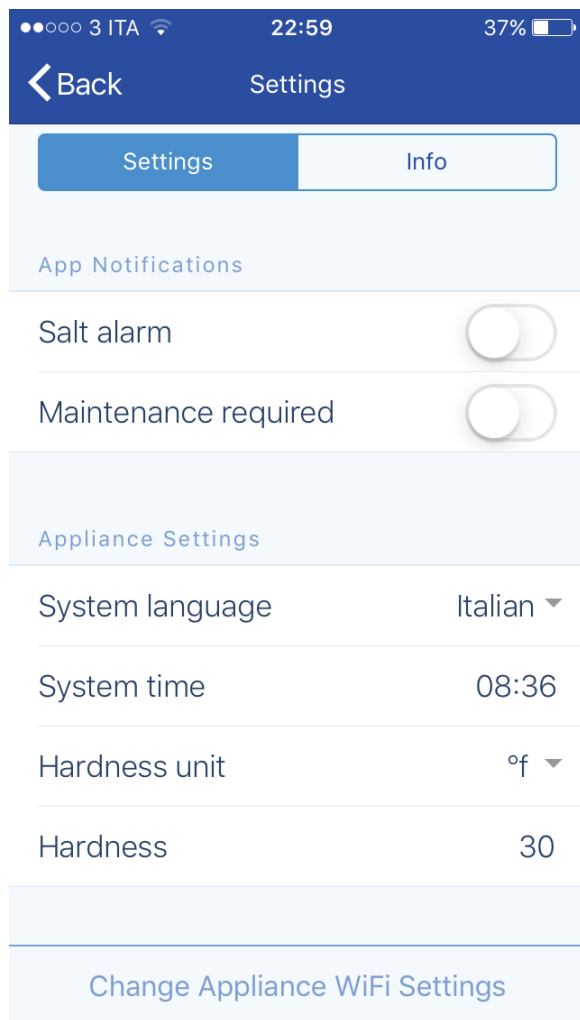 3 ITA 22:59 37%
Back Settings
Settings Info
App Notifications
Salt alarm
Maintenance required
Appliance Settings
System language Italian
System time 08:36
Hardness unit °f
Hardness 30
Change Appliance WiFi Settings